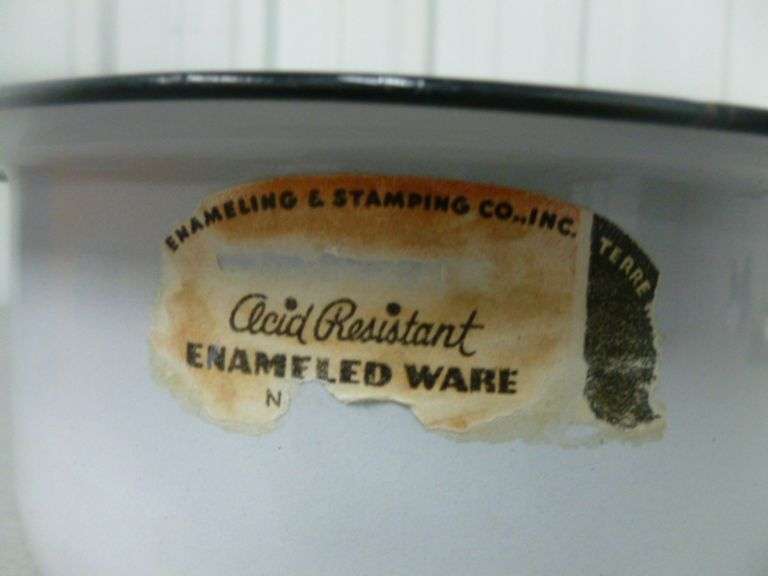 ENAMELING & STAMPING CO., INC.
TERRE
Acid Resistant
ENAMELED WARE
N